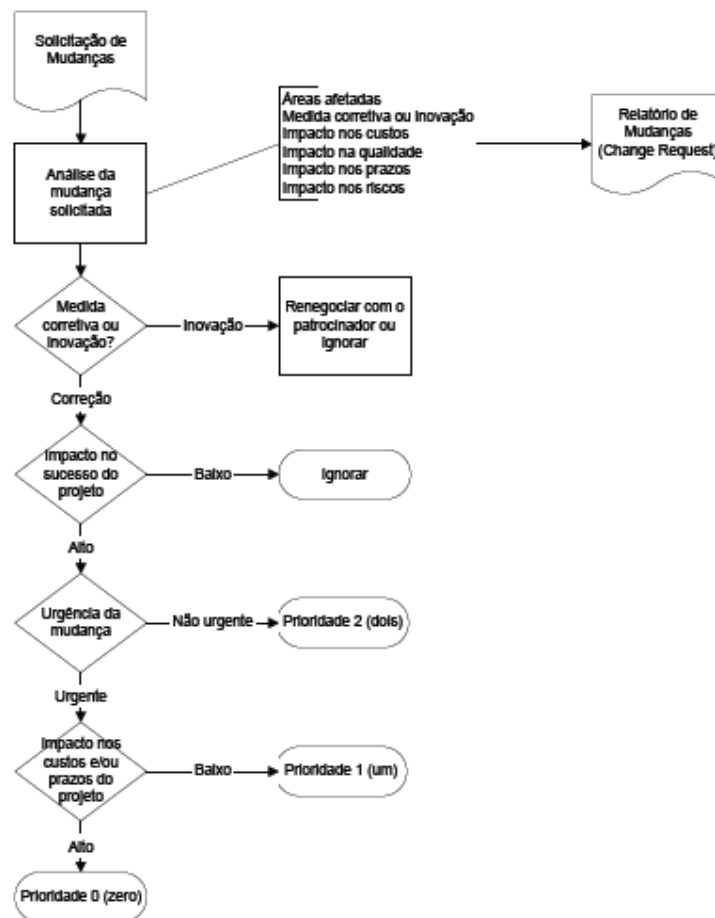 Solicitação de
Mudanças
Áreas afetadas
Medida corretiva ou Inovação
Impacto nos custos
Impacto na qualidade
Impacto nos prazos
Impacto nos riscos
Relatório de
Mudanças
(Change Request)
Análise da
mudança
solicitada
Medida
corretiva ou
Inovação?
Inovação
Renegociar com o
patrocinador ou
Ignorar
Correção
Impacto no
sucesso do
projeto
Baixo
Ignorar
Alto
Urgência da
mudança
Não urgente
Prioridade 2 (dois)
Urgente
Impacto nos
custos e/ou
prazos do
projeto
Baixo
Prioridade 1 (um)
Alto
Prioridade 0 (zero)